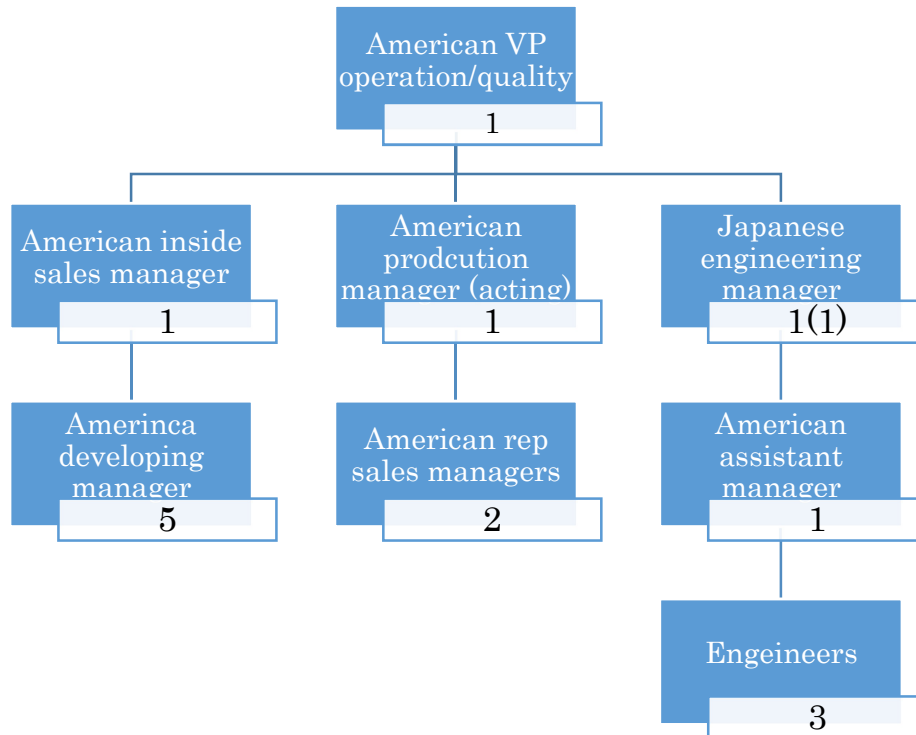 American VP
operation/quality
1
American inside
sales manager
1
American
prodcution
manager (acting)
1
Japanese
engineering
manager
1(1)
Amerinca
developing
manager
5
American rep
sales managers
2
American
assistant
manager
1
Engeineers
3